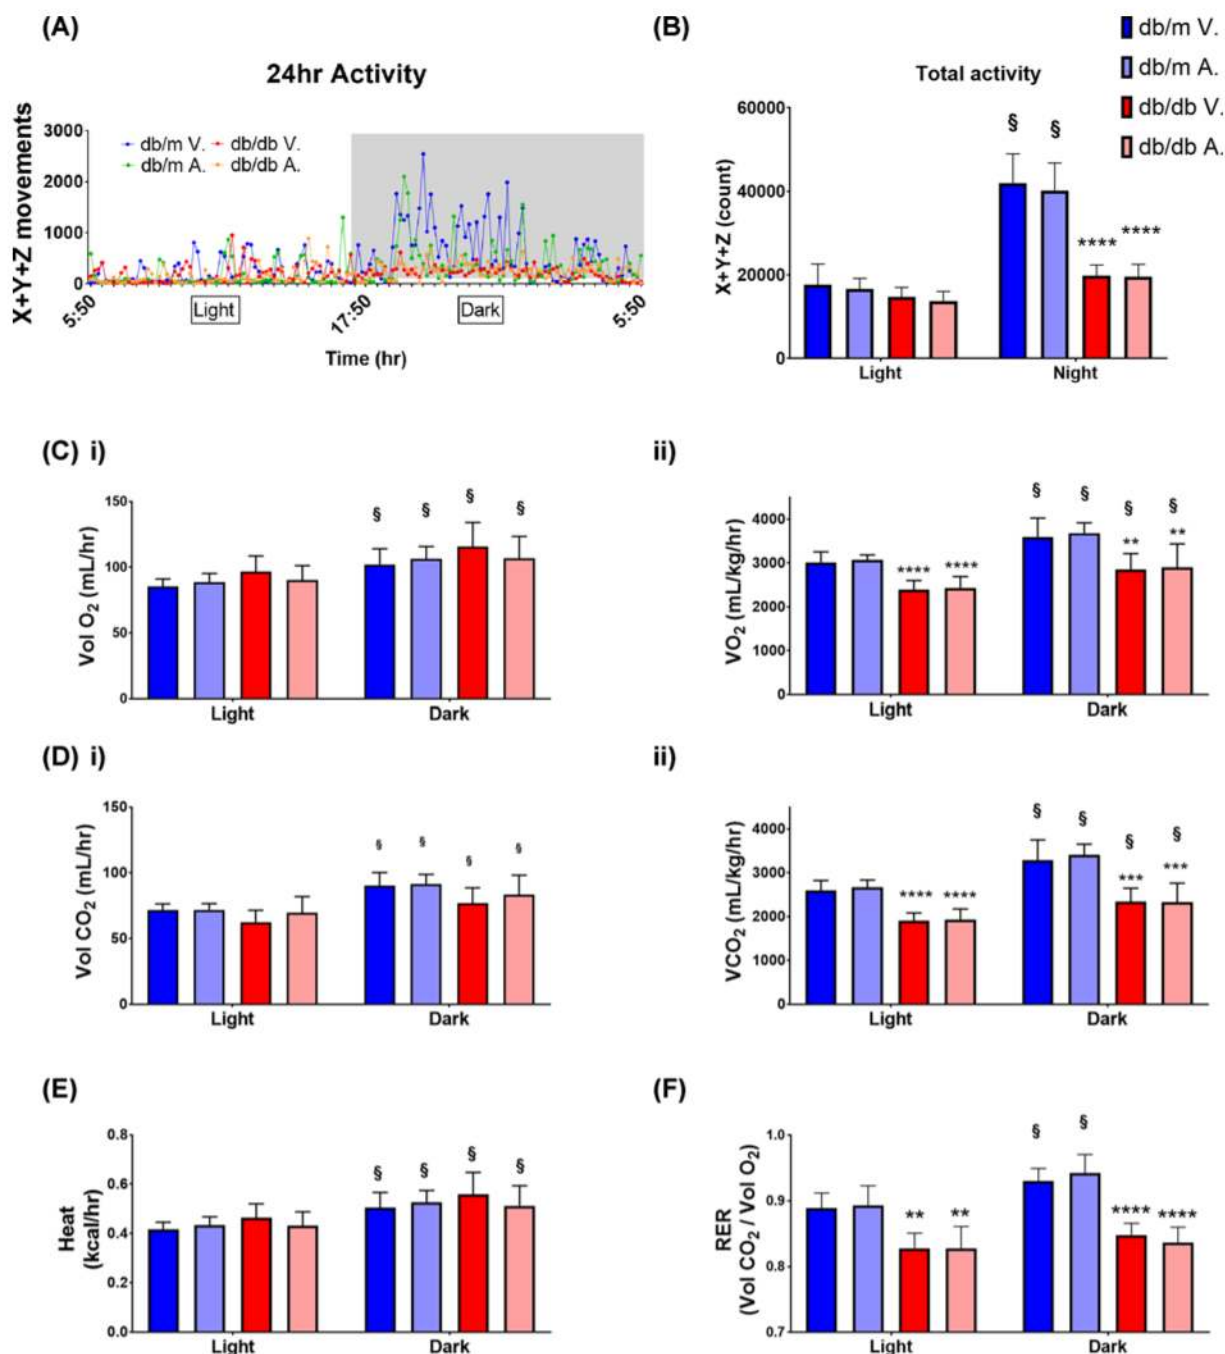 (A)
24hr Activity
X+Y+Z movements
3000
2000
1000
0
db/m V.
db/db V.
db/m A.
db/db A.
5:50
17:50
5:50
Light
Dark
Time (hr)
(B)
Total activity
db/m V.
db/m A.
db/db V.
db/db A.
X+Y+Z (count)
60000
40000
20000
0
§ § **** ****
Light Night
(C) i)
Vol O₂ (mL/hr)
150
100
50
0
§ § § §
Light Dark
ii)
VO₂ (mL/kg/hr)
4000
3000
2000
1000
0
**** ****
§ § § §
** **
Light Dark
(D) i)
Vol CO₂ (mL/hr)
150
100
50
0
§ § § §
Light Dark
ii)
VCO₂ (mL/kg/hr)
4000
3000
2000
1000
0
**** ****
§ § § §
*** ***
Light Dark
(E)
Heat
(kcal/hr)
0.8
0.6
0.4
0.2
0.0
§ § § §
Light Dark
(F)
RER
(Vol CO₂ / Vol O₂)
1.0
0.9
0.8
0.7
** **
§ § **** ****
Light Dark